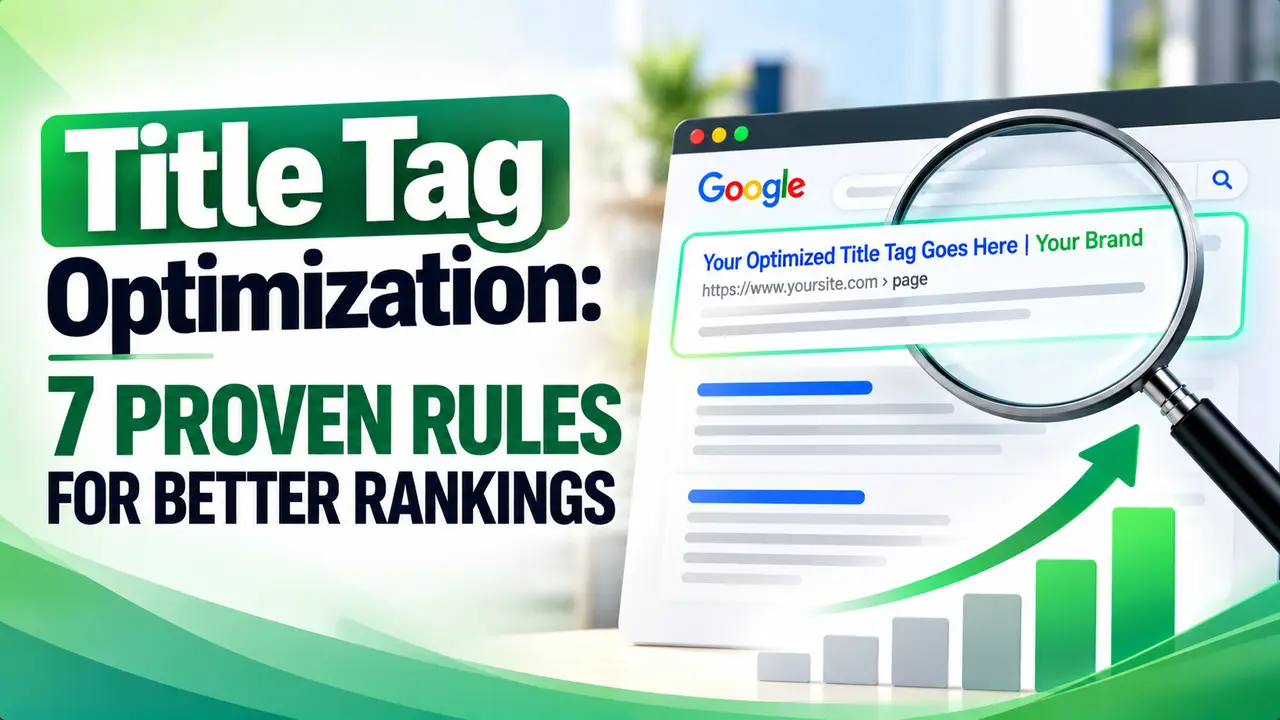 Title Tag
Optimization:
7 PROVEN RULES
FOR BETTER RANKINGS
Google
Your Optimized Title Tag Goes Here | Your Brand
https://www.yoursite.com › page